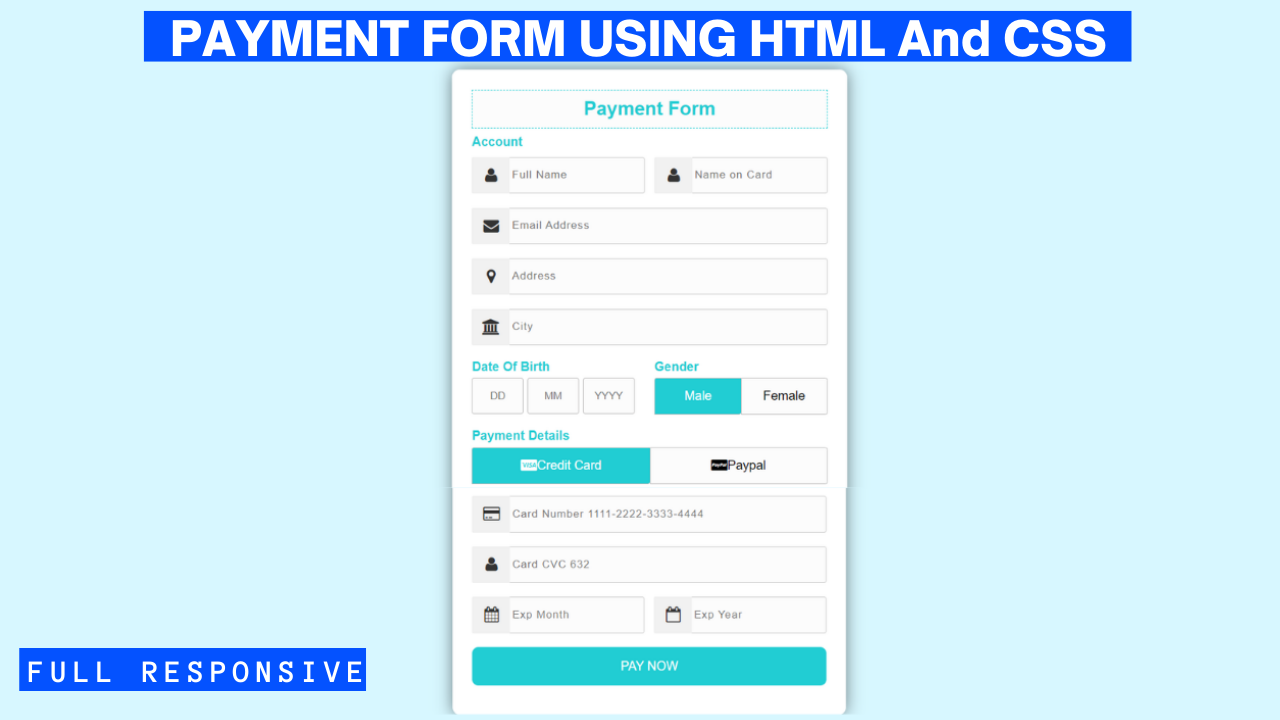 PAYMENT FORM USING HTML And CSS
Payment Form
Account
Full Name Name on Card
Email Address
Address
City
Date Of Birth Gender
DD MM YYYY Male Female
Payment Details
VISA Credit Card PayPal Paypal
Card Number 1111-2222-3333-4444
Card CVC 632
Exp Month Exp Year
PAY NOW
FULL RESPONSIVE